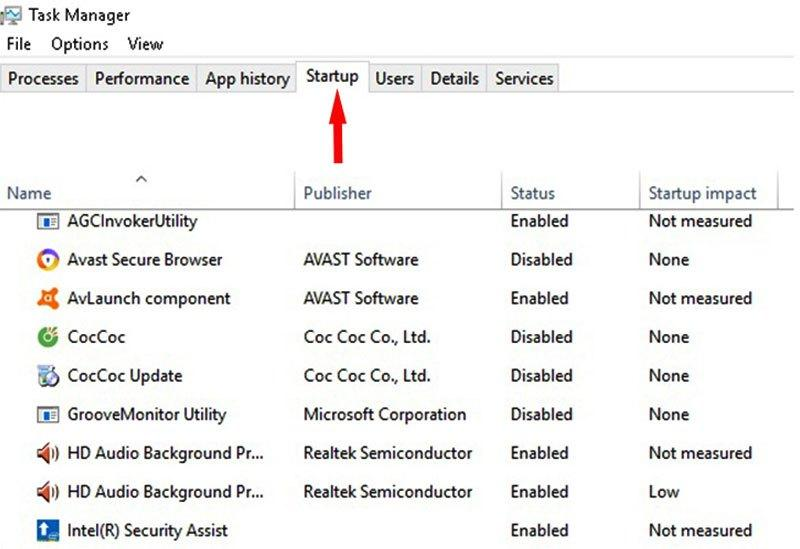 Task Manager
File Options View
Processes Performance App history Startup Users Details Services
Name Publisher Status Startup impact
AGCInvokerUtility Enabled Not measured
Avast Secure Browser AVAST Software Disabled None
AvLaunch component AVAST Software Enabled Not measured
CocCoc Coc Coc Co., Ltd. Disabled None
CocCoc Update Coc Coc Co., Ltd. Disabled None
GrooveMonitor Utility Microsoft Corporation Disabled None
HD Audio Background Pr... Realtek Semiconductor Enabled Not measured
HD Audio Background Pr... Realtek Semiconductor Enabled Low
Intel(R) Security Assist Enabled Not measured